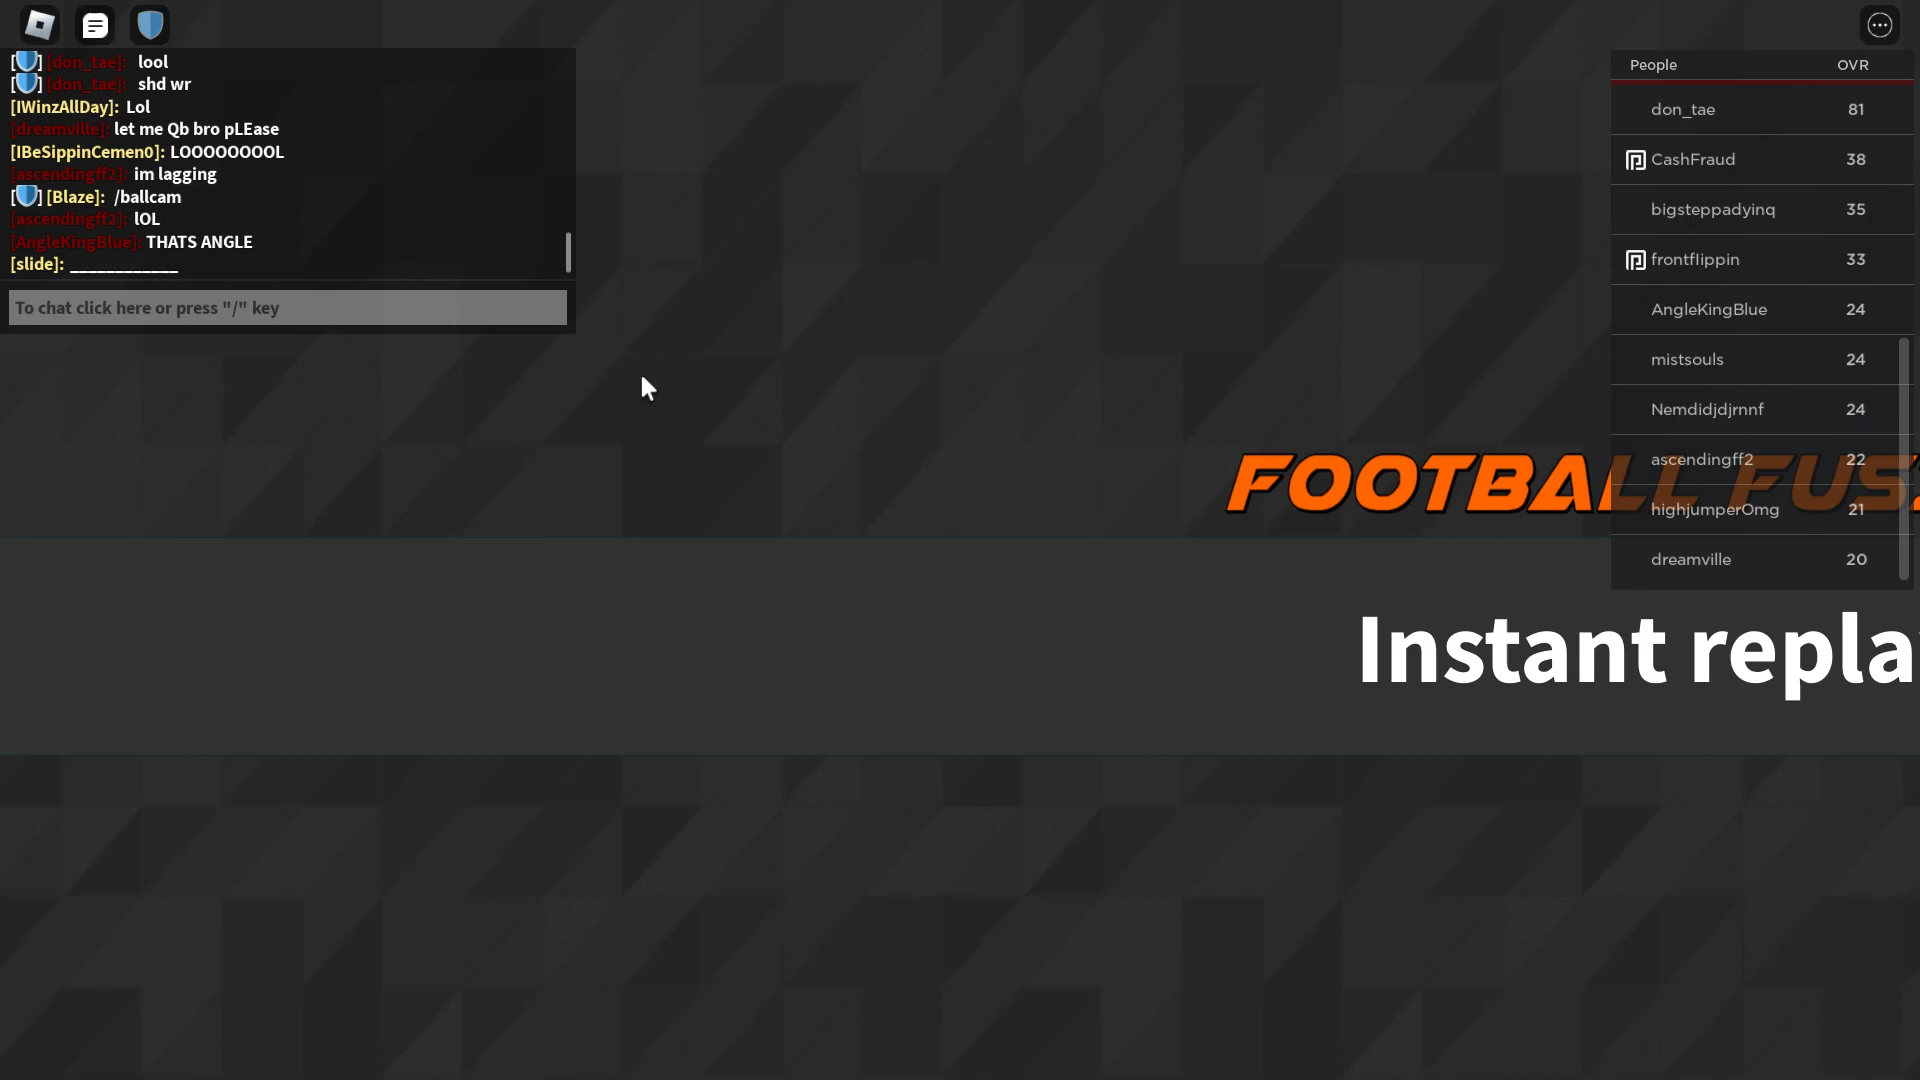 [don_tae]: lool
[don_tae]: shd wr
[IWinzAllDay]: Lol
[dreamville]: let me Qb bro pLEase
[IBeSippinCemen0]: LOOOOOOOOL
[ascendingff2]: im lagging
[Blaze]: /ballcam
[ascendingff2]: lOL
[AngleKingBlue]: THATS ANGLE
[slide]: ____________
To chat click here or press "/" key
People OVR
don_tae 81
CashFraud 38
bigsteppadyinq 35
frontflippin 33
AngleKingBlue 24
mistsouls 24
Nemdidjdjrnnf 24
ascendingff2 22
highjumperOmg 21
dreamville 20
FOOTBALL FUS
Instant repla